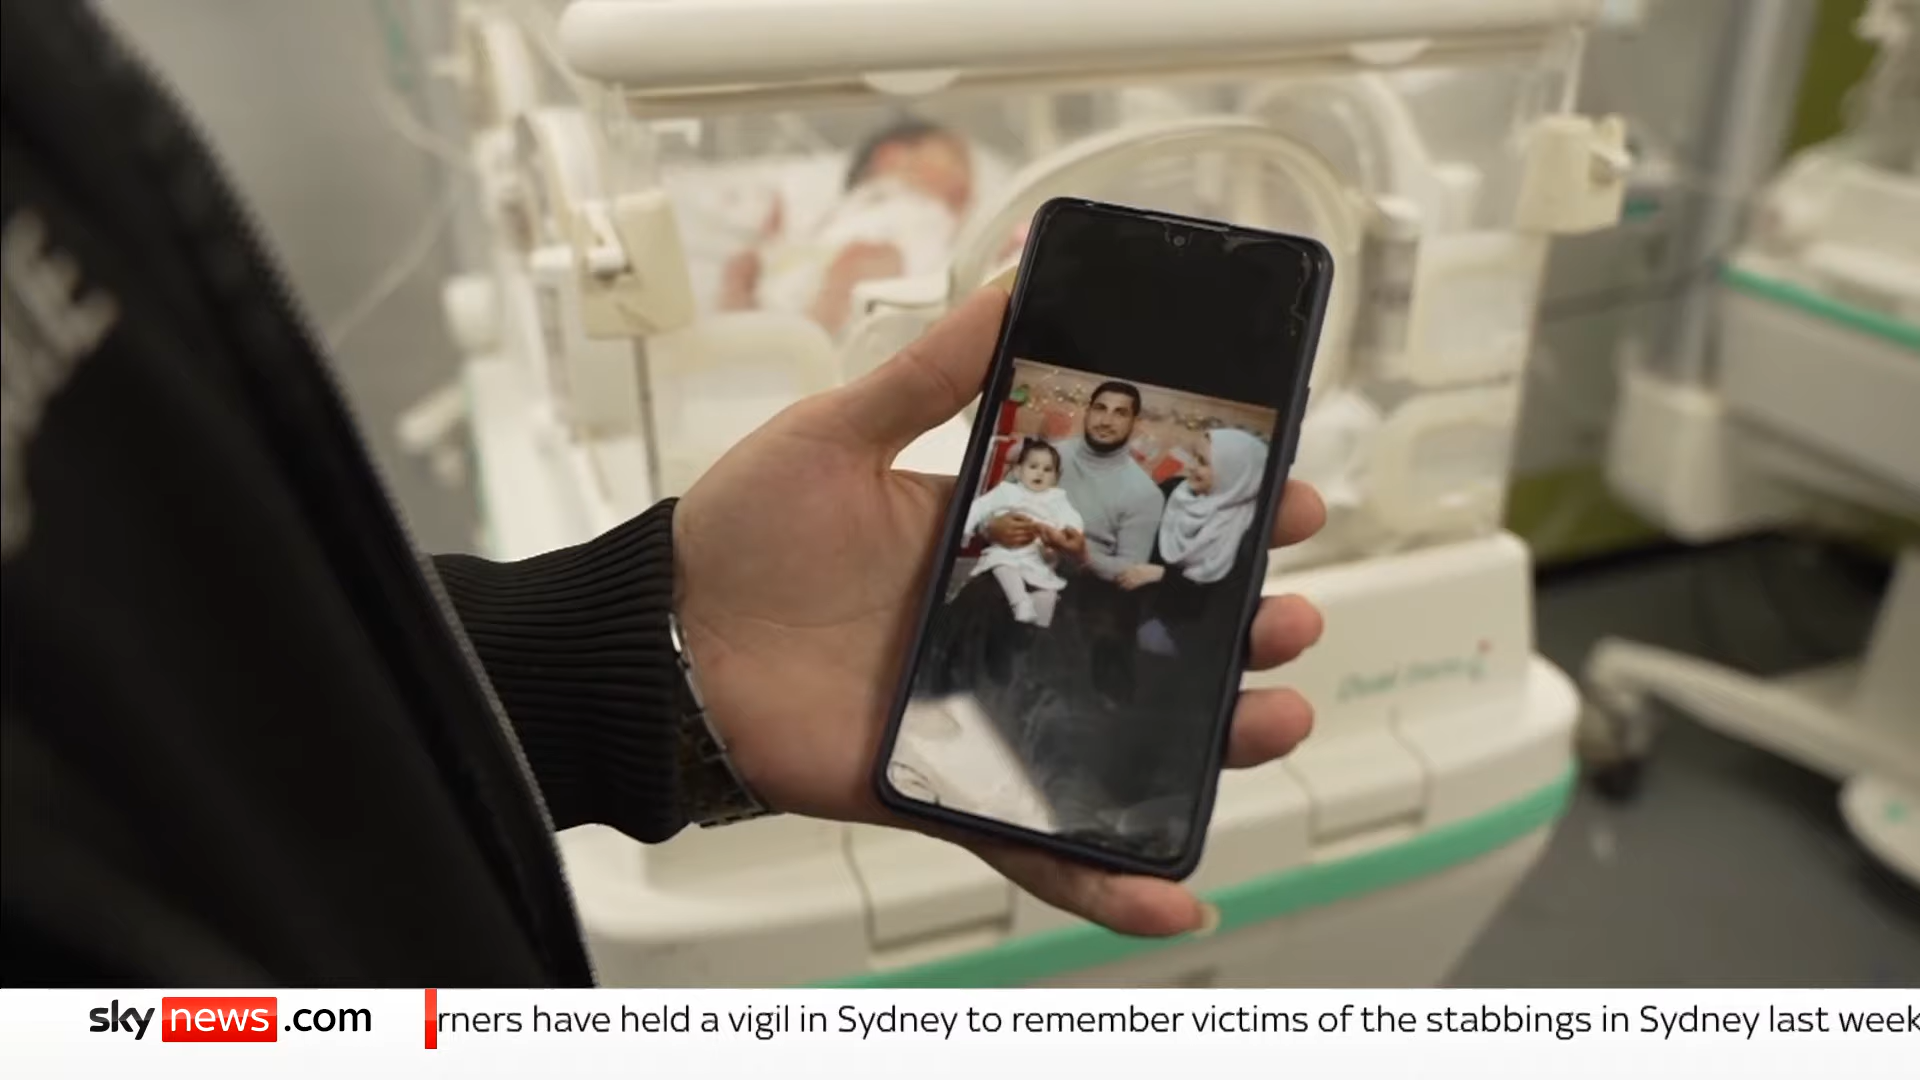 sky news .com
rners have held a vigil in Sydney to remember victims of the stabbings in Sydney last week